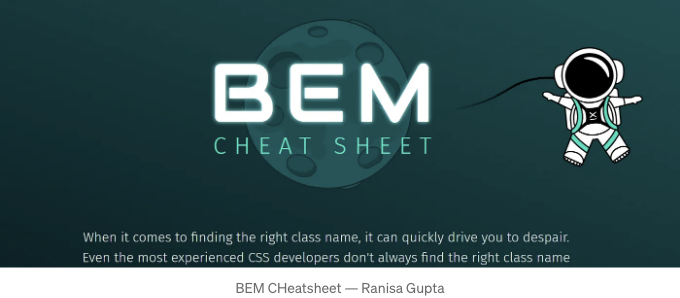 BEM
CHEAT SHEET
When it comes to finding the right class name, it can quickly drive you to despair.
Even the most experienced CSS developers don't always find the right class name
BEM CHeatsheet — Ranisa Gupta